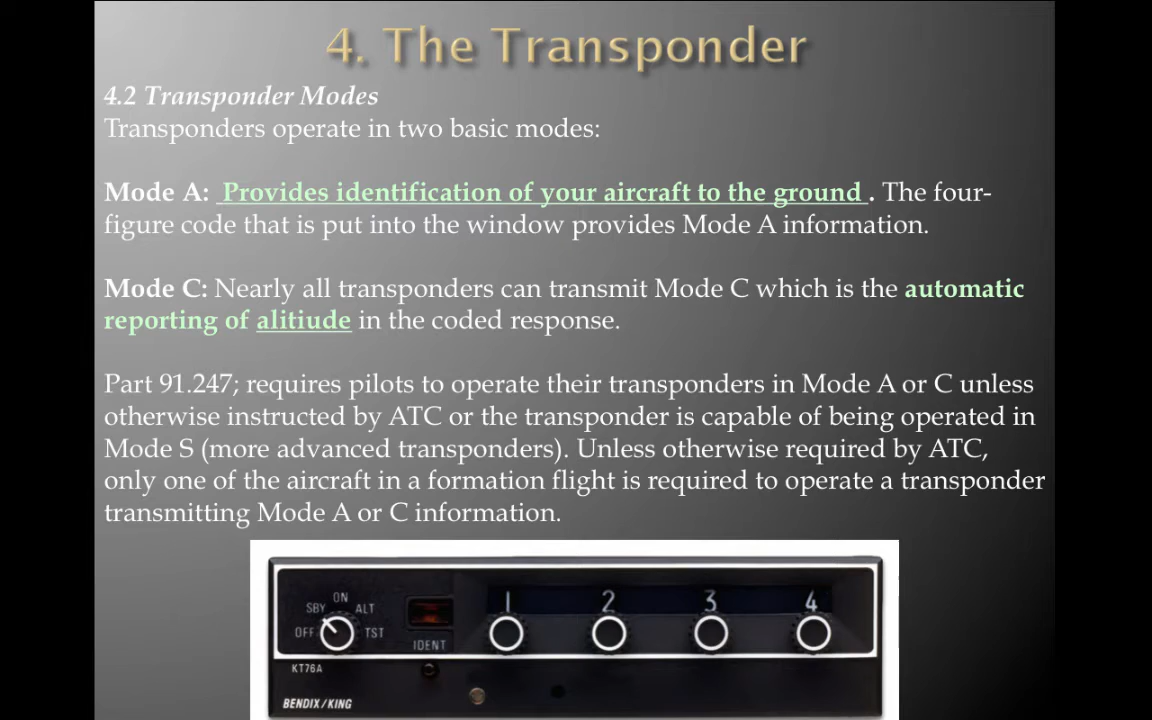 4. The Transponder
4.2 Transponder Modes
Transponders operate in two basic modes:
Mode A: Provides identification of your aircraft to the ground . The four-
figure code that is put into the window provides Mode A information.
Mode C: Nearly all transponders can transmit Mode C which is the automatic
reporting of alitiude in the coded response.
Part 91.247; requires pilots to operate their transponders in Mode A or C unless
otherwise instructed by ATC or the transponder is capable of being operated in
Mode S (more advanced transponders). Unless otherwise required by ATC,
only one of the aircraft in a formation flight is required to operate a transponder
transmitting Mode A or C information.
ON
SBY ALT
OFF TST
IDENT
1 2 3 4
KT76A
BENDIX/KING